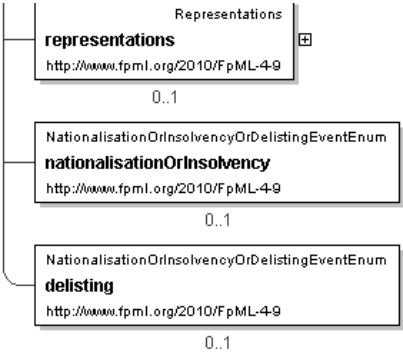 Representations
representations
http://www.fpml.org/2010/FpML-4-9
0..1
NationalisationOrInsolvencyOrDelistingEventEnum
nationalisationOrInsolvency
http://www.fpml.org/2010/FpML-4-9
0..1
NationalisationOrInsolvencyOrDelistingEventEnum
delisting
http://www.fpml.org/2010/FpML-4-9
0..1